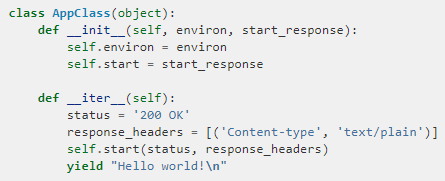 class AppClass(object):
    def __init__(self, environ, start_response):
        self.environ = environ
        self.start = start_response

    def __iter__(self):
        status = '200 OK'
        response_headers = [('Content-type', 'text/plain')]
        self.start(status, response_headers)
        yield "Hello world!\n"